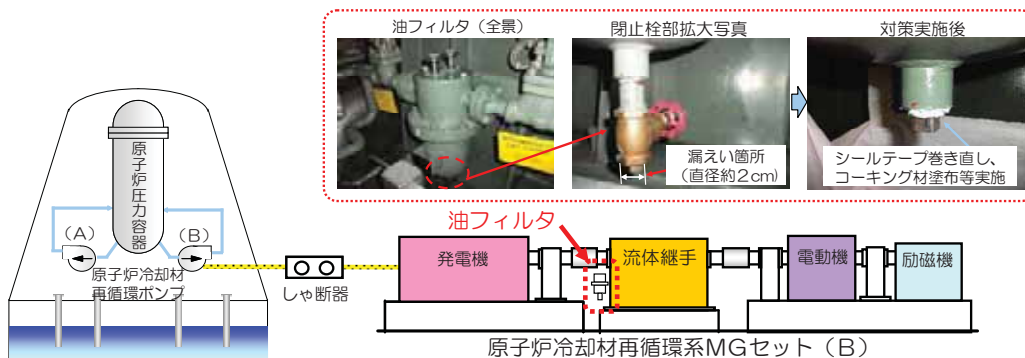 油フィルタ（全景）
閉止栓部拡大写真
対策実施後
漏えい箇所
（直径約２cm）
シールテープ巻き直し、
コーキング材塗布等実施
原子炉圧力容器
（A）
（B）
原子炉冷却材
再循環ポンプ
しゃ断器
油フィルタ
発電機
流体継手
電動機
励磁機
原子炉冷却材再循環系MGセット（B）